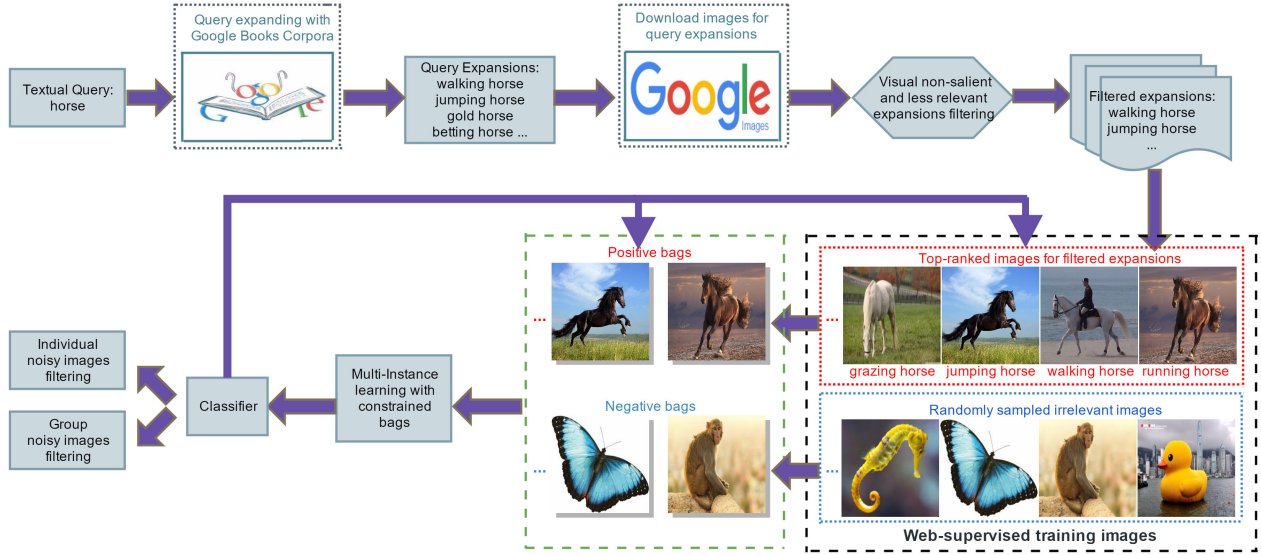 Query expanding with
Google Books Corpora
Download images for
query expansions
Textual Query:
horse
Google
Query Expansions:
walking horse
jumping horse
gold horse
betting horse ...
Google
Images
Visual non-salient
and less relevant
expansions filtering
Filtered expansions:
walking horse
jumping horse
...
Positive bags
...
Top-ranked images for filtered expansions
...
grazing horse
jumping horse
walking horse
running horse
Individual
noisy images
filtering
Group
noisy images
filtering
Classifier
Multi-Instance
learning with
constrained
bags
Negative bags
...
Randomly sampled irrelevant images
...
Web-supervised training images